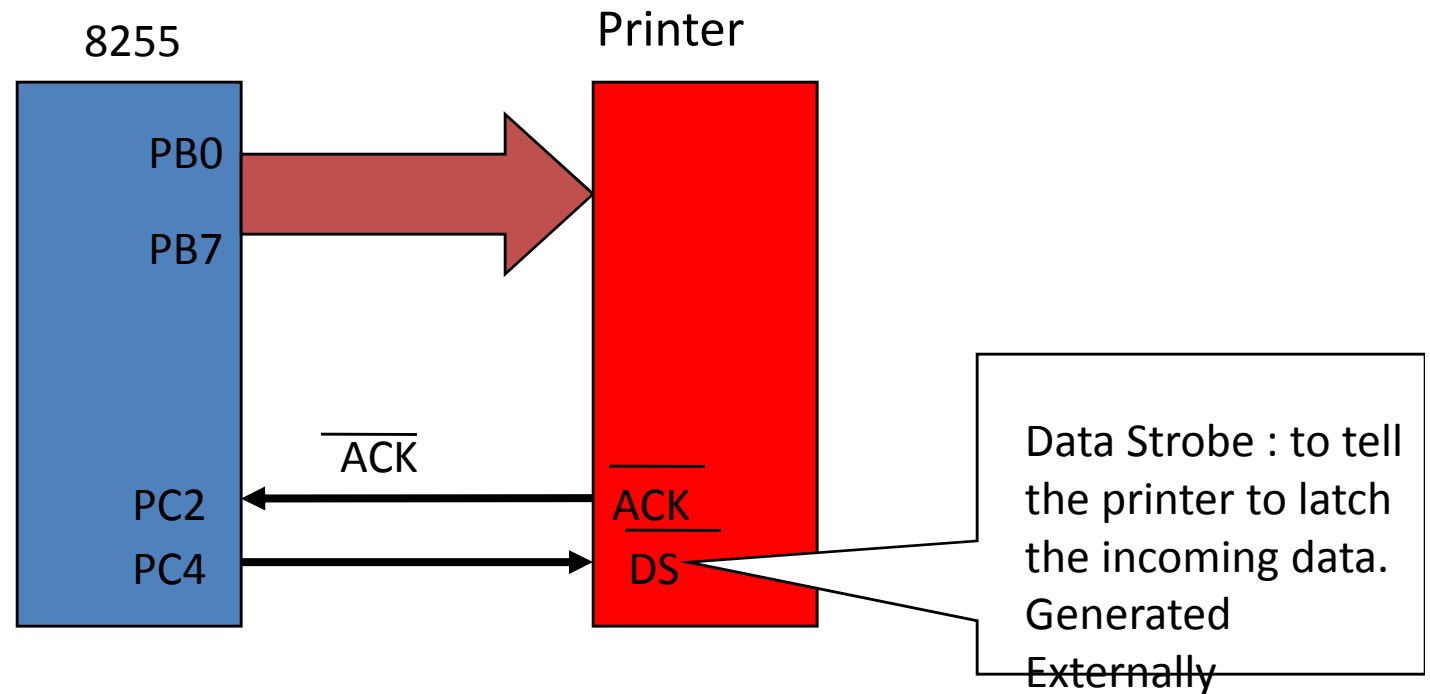 8255
Printer
PB0
PB7
ACK
PC2
ACK
PC4
DS
Data Strobe : to tell
the printer to latch
the incoming data.
Generated
Externally